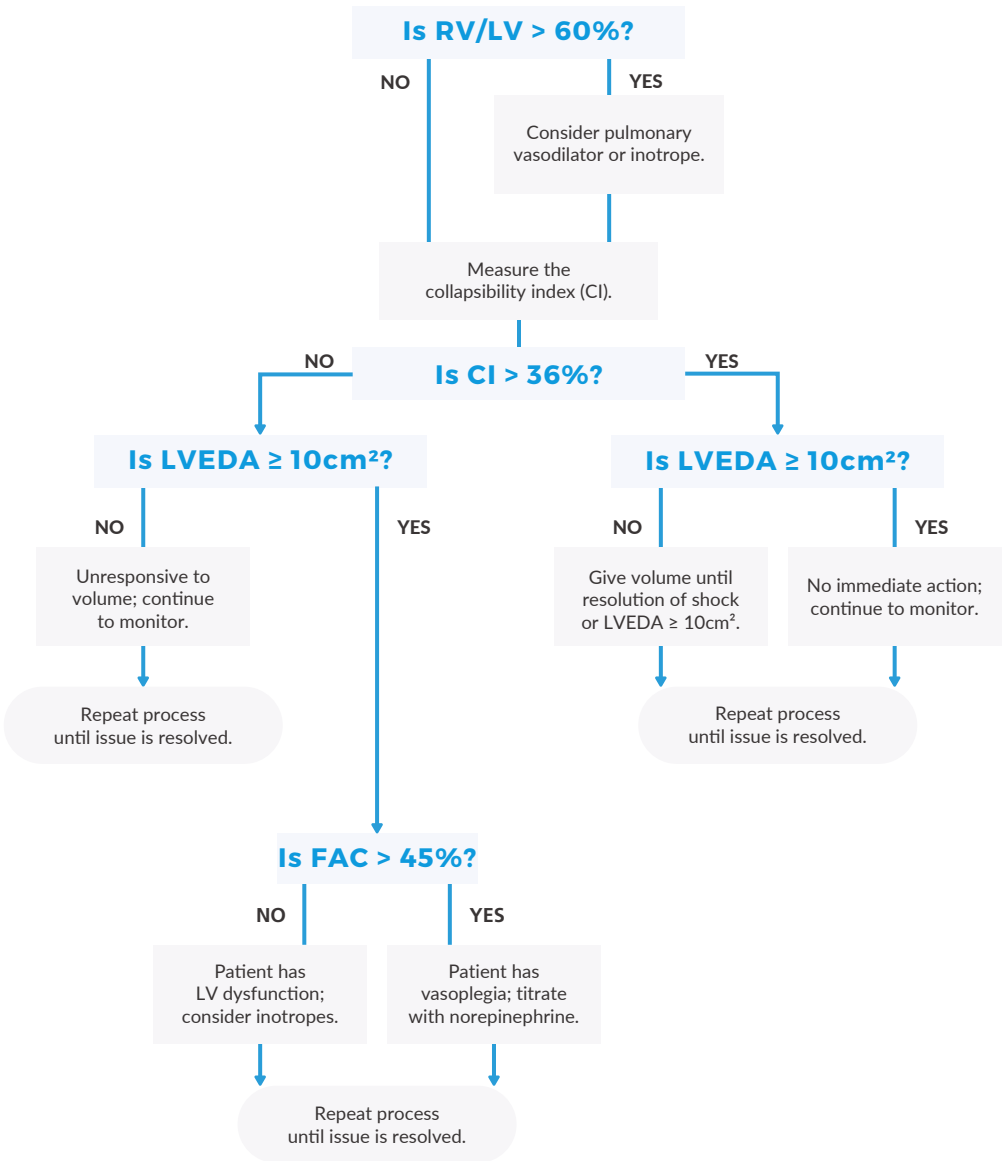 Is RV/LV > 60%?
NO
YES
Consider pulmonary
vasodilator or inotrope.
Measure the
collapsibility index (CI).
NO
Is CI > 36%?
YES
Is LVEDA ≥ 10cm²?
Is LVEDA ≥ 10cm²?
NO
YES
NO
YES
Unresponsive to
volume; continue
to monitor.
Give volume until
resolution of shock
or LVEDA ≥ 10cm².
No immediate action;
continue to monitor.
Repeat process
until issue is resolved.
Repeat process
until issue is resolved.
Is FAC > 45%?
NO
YES
Patient has
LV dysfunction;
consider inotropes.
Patient has
vasoplegia; titrate
with norepinephrine.
Repeat process
until issue is resolved.